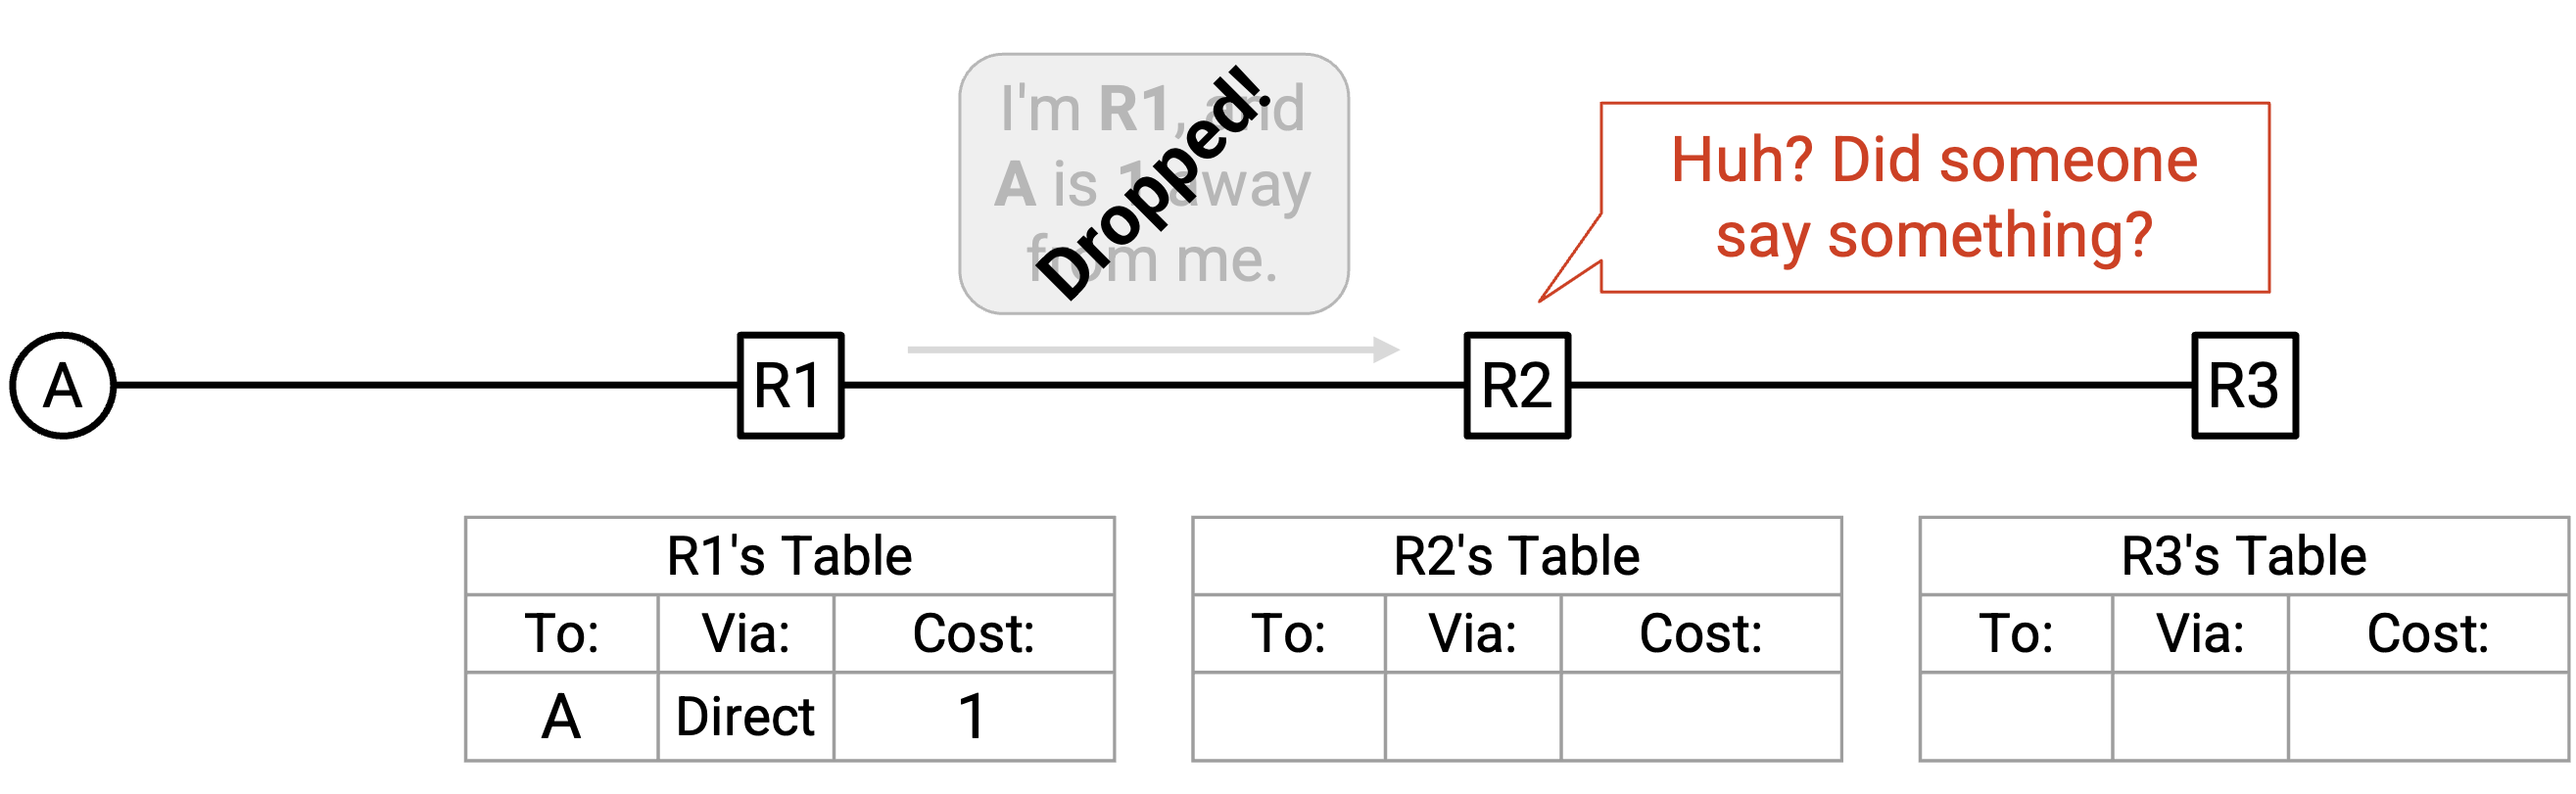 I'm R1, and
A is 1 away
from me.
Dropped!
Huh? Did someone
say something?
A
R1
R2
R3
R1's Table
To: Via: Cost:
A Direct 1
R2's Table
To: Via: Cost:
R3's Table
To: Via: Cost: